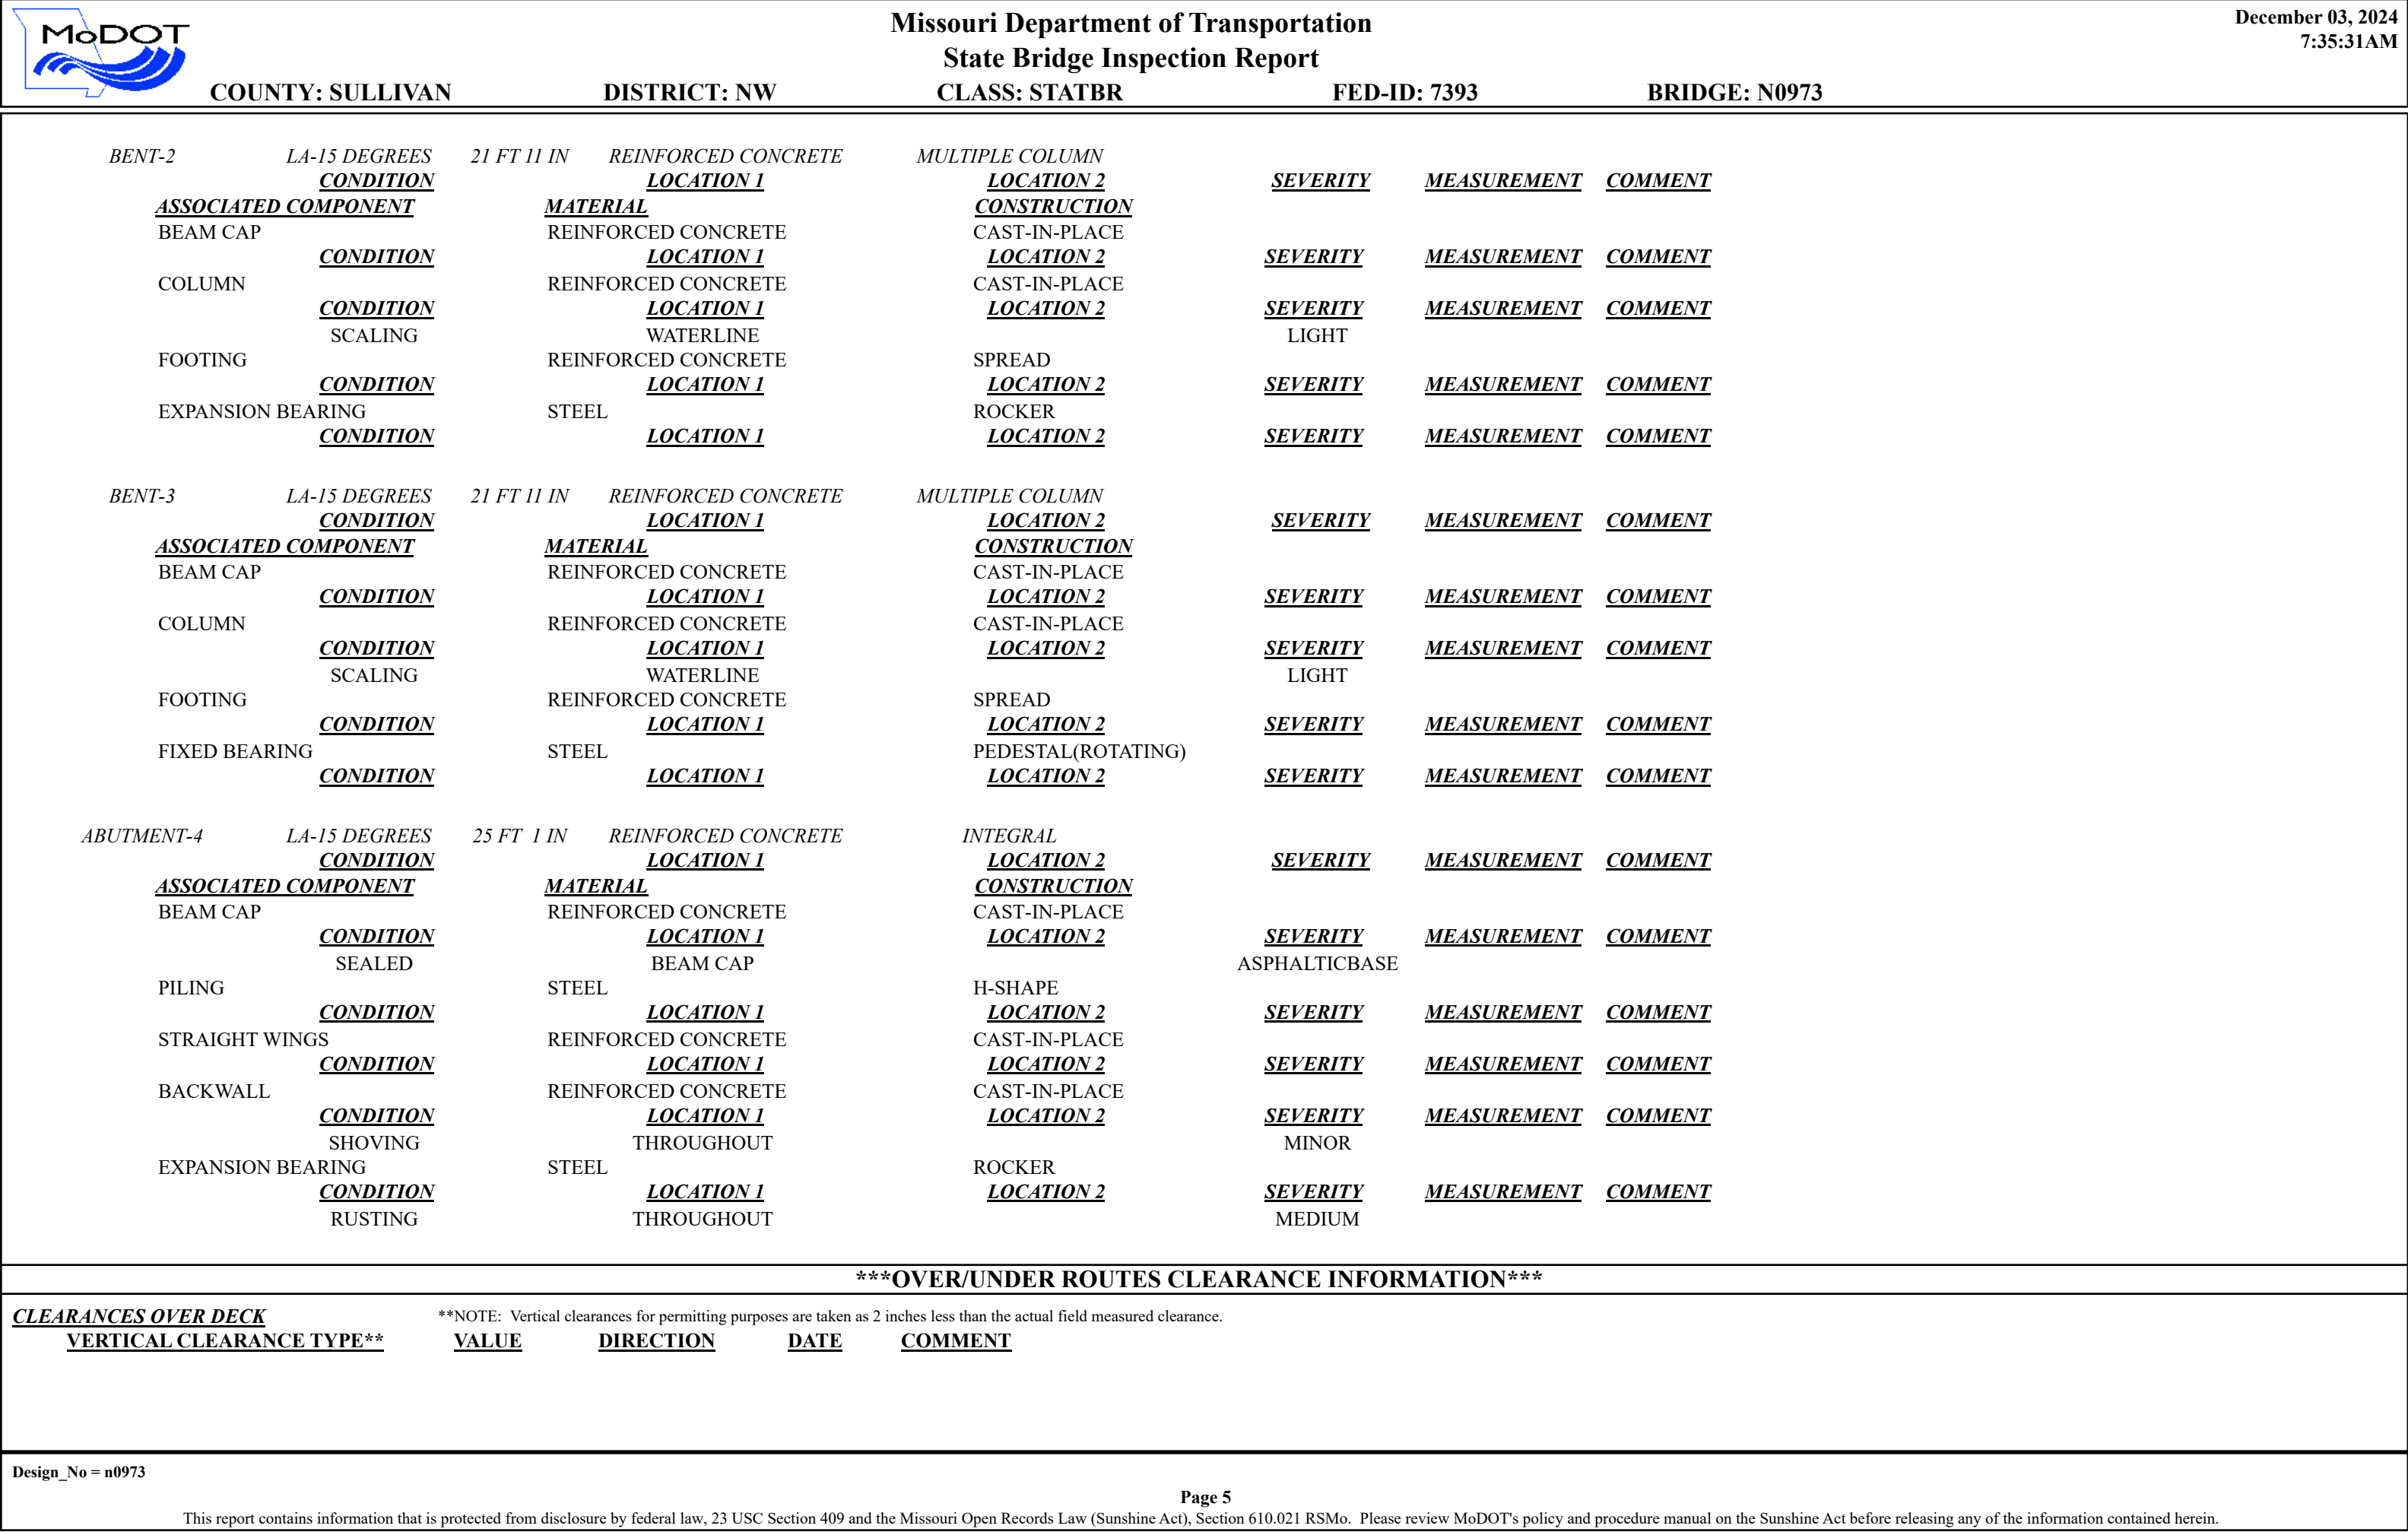 MoDOT
Missouri Department of Transportation
State Bridge Inspection Report
December 03, 2024
7:35:31AM
COUNTY: SULLIVAN DISTRICT: NW CLASS: STATBR FED-ID: 7393 BRIDGE: N0973
BENT-2 LA-15 DEGREES 21 FT 11 IN REINFORCED CONCRETE MULTIPLE COLUMN
CONDITION LOCATION 1 LOCATION 2 SEVERITY MEASUREMENT COMMENT
ASSOCIATED COMPONENT MATERIAL CONSTRUCTION
BEAM CAP REINFORCED CONCRETE CAST-IN-PLACE
CONDITION LOCATION 1 LOCATION 2 SEVERITY MEASUREMENT COMMENT
COLUMN REINFORCED CONCRETE CAST-IN-PLACE
CONDITION LOCATION 1 LOCATION 2 SEVERITY MEASUREMENT COMMENT
SCALING WATERLINE LIGHT
FOOTING REINFORCED CONCRETE SPREAD
CONDITION LOCATION 1 LOCATION 2 SEVERITY MEASUREMENT COMMENT
EXPANSION BEARING STEEL ROCKER
CONDITION LOCATION 1 LOCATION 2 SEVERITY MEASUREMENT COMMENT
BENT-3 LA-15 DEGREES 21 FT 11 IN REINFORCED CONCRETE MULTIPLE COLUMN
CONDITION LOCATION 1 LOCATION 2 SEVERITY MEASUREMENT COMMENT
ASSOCIATED COMPONENT MATERIAL CONSTRUCTION
BEAM CAP REINFORCED CONCRETE CAST-IN-PLACE
CONDITION LOCATION 1 LOCATION 2 SEVERITY MEASUREMENT COMMENT
COLUMN REINFORCED CONCRETE CAST-IN-PLACE
CONDITION LOCATION 1 LOCATION 2 SEVERITY MEASUREMENT COMMENT
SCALING WATERLINE LIGHT
FOOTING REINFORCED CONCRETE SPREAD
CONDITION LOCATION 1 LOCATION 2 SEVERITY MEASUREMENT COMMENT
FIXED BEARING STEEL PEDESTAL(ROTATING)
CONDITION LOCATION 1 LOCATION 2 SEVERITY MEASUREMENT COMMENT
ABUTMENT-4 LA-15 DEGREES 25 FT 1 IN REINFORCED CONCRETE INTEGRAL
CONDITION LOCATION 1 LOCATION 2 SEVERITY MEASUREMENT COMMENT
ASSOCIATED COMPONENT MATERIAL CONSTRUCTION
BEAM CAP REINFORCED CONCRETE CAST-IN-PLACE
CONDITION LOCATION 1 LOCATION 2 SEVERITY MEASUREMENT COMMENT
SEALED BEAM CAP ASPHALTICBASE
PILING STEEL H-SHAPE
CONDITION LOCATION 1 LOCATION 2 SEVERITY MEASUREMENT COMMENT
STRAIGHT WINGS REINFORCED CONCRETE CAST-IN-PLACE
CONDITION LOCATION 1 LOCATION 2 SEVERITY MEASUREMENT COMMENT
BACKWALL REINFORCED CONCRETE CAST-IN-PLACE
CONDITION LOCATION 1 LOCATION 2 SEVERITY MEASUREMENT COMMENT
SHOVING THROUGHOUT MINOR
EXPANSION BEARING STEEL ROCKER
CONDITION LOCATION 1 LOCATION 2 SEVERITY MEASUREMENT COMMENT
RUSTING THROUGHOUT MEDIUM
***OVER/UNDER ROUTES CLEARANCE INFORMATION***
CLEARANCES OVER DECK **NOTE: Vertical clearances for permitting purposes are taken as 2 inches less than the actual field measured clearance.
VERTICAL CLEARANCE TYPE** VALUE DIRECTION DATE COMMENT
Design_No = n0973
Page 5
This report contains information that is protected from disclosure by federal law, 23 USC Section 409 and the Missouri Open Records Law (Sunshine Act), Section 610.021 RSMo. Please review MoDOT's policy and procedure manual on the Sunshine Act before releasing any of the information contained herein.